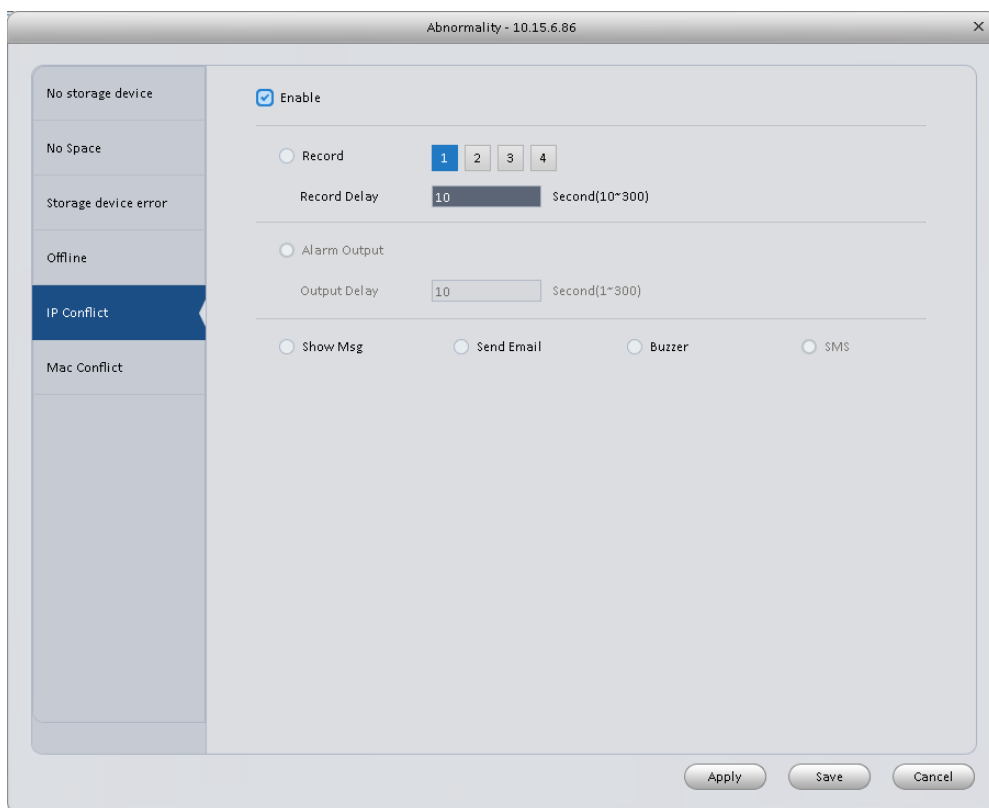 Abnormality - 10.15.6.86
No storage device
No Space
Storage device error
Offline
IP Conflict
Mac Conflict
Enable
Record 1 2 3 4
Record Delay 10 Second(10~300)
Alarm Output
Output Delay 10 Second(1~300)
Show Msg Send Email Buzzer SMS
Apply Save Cancel